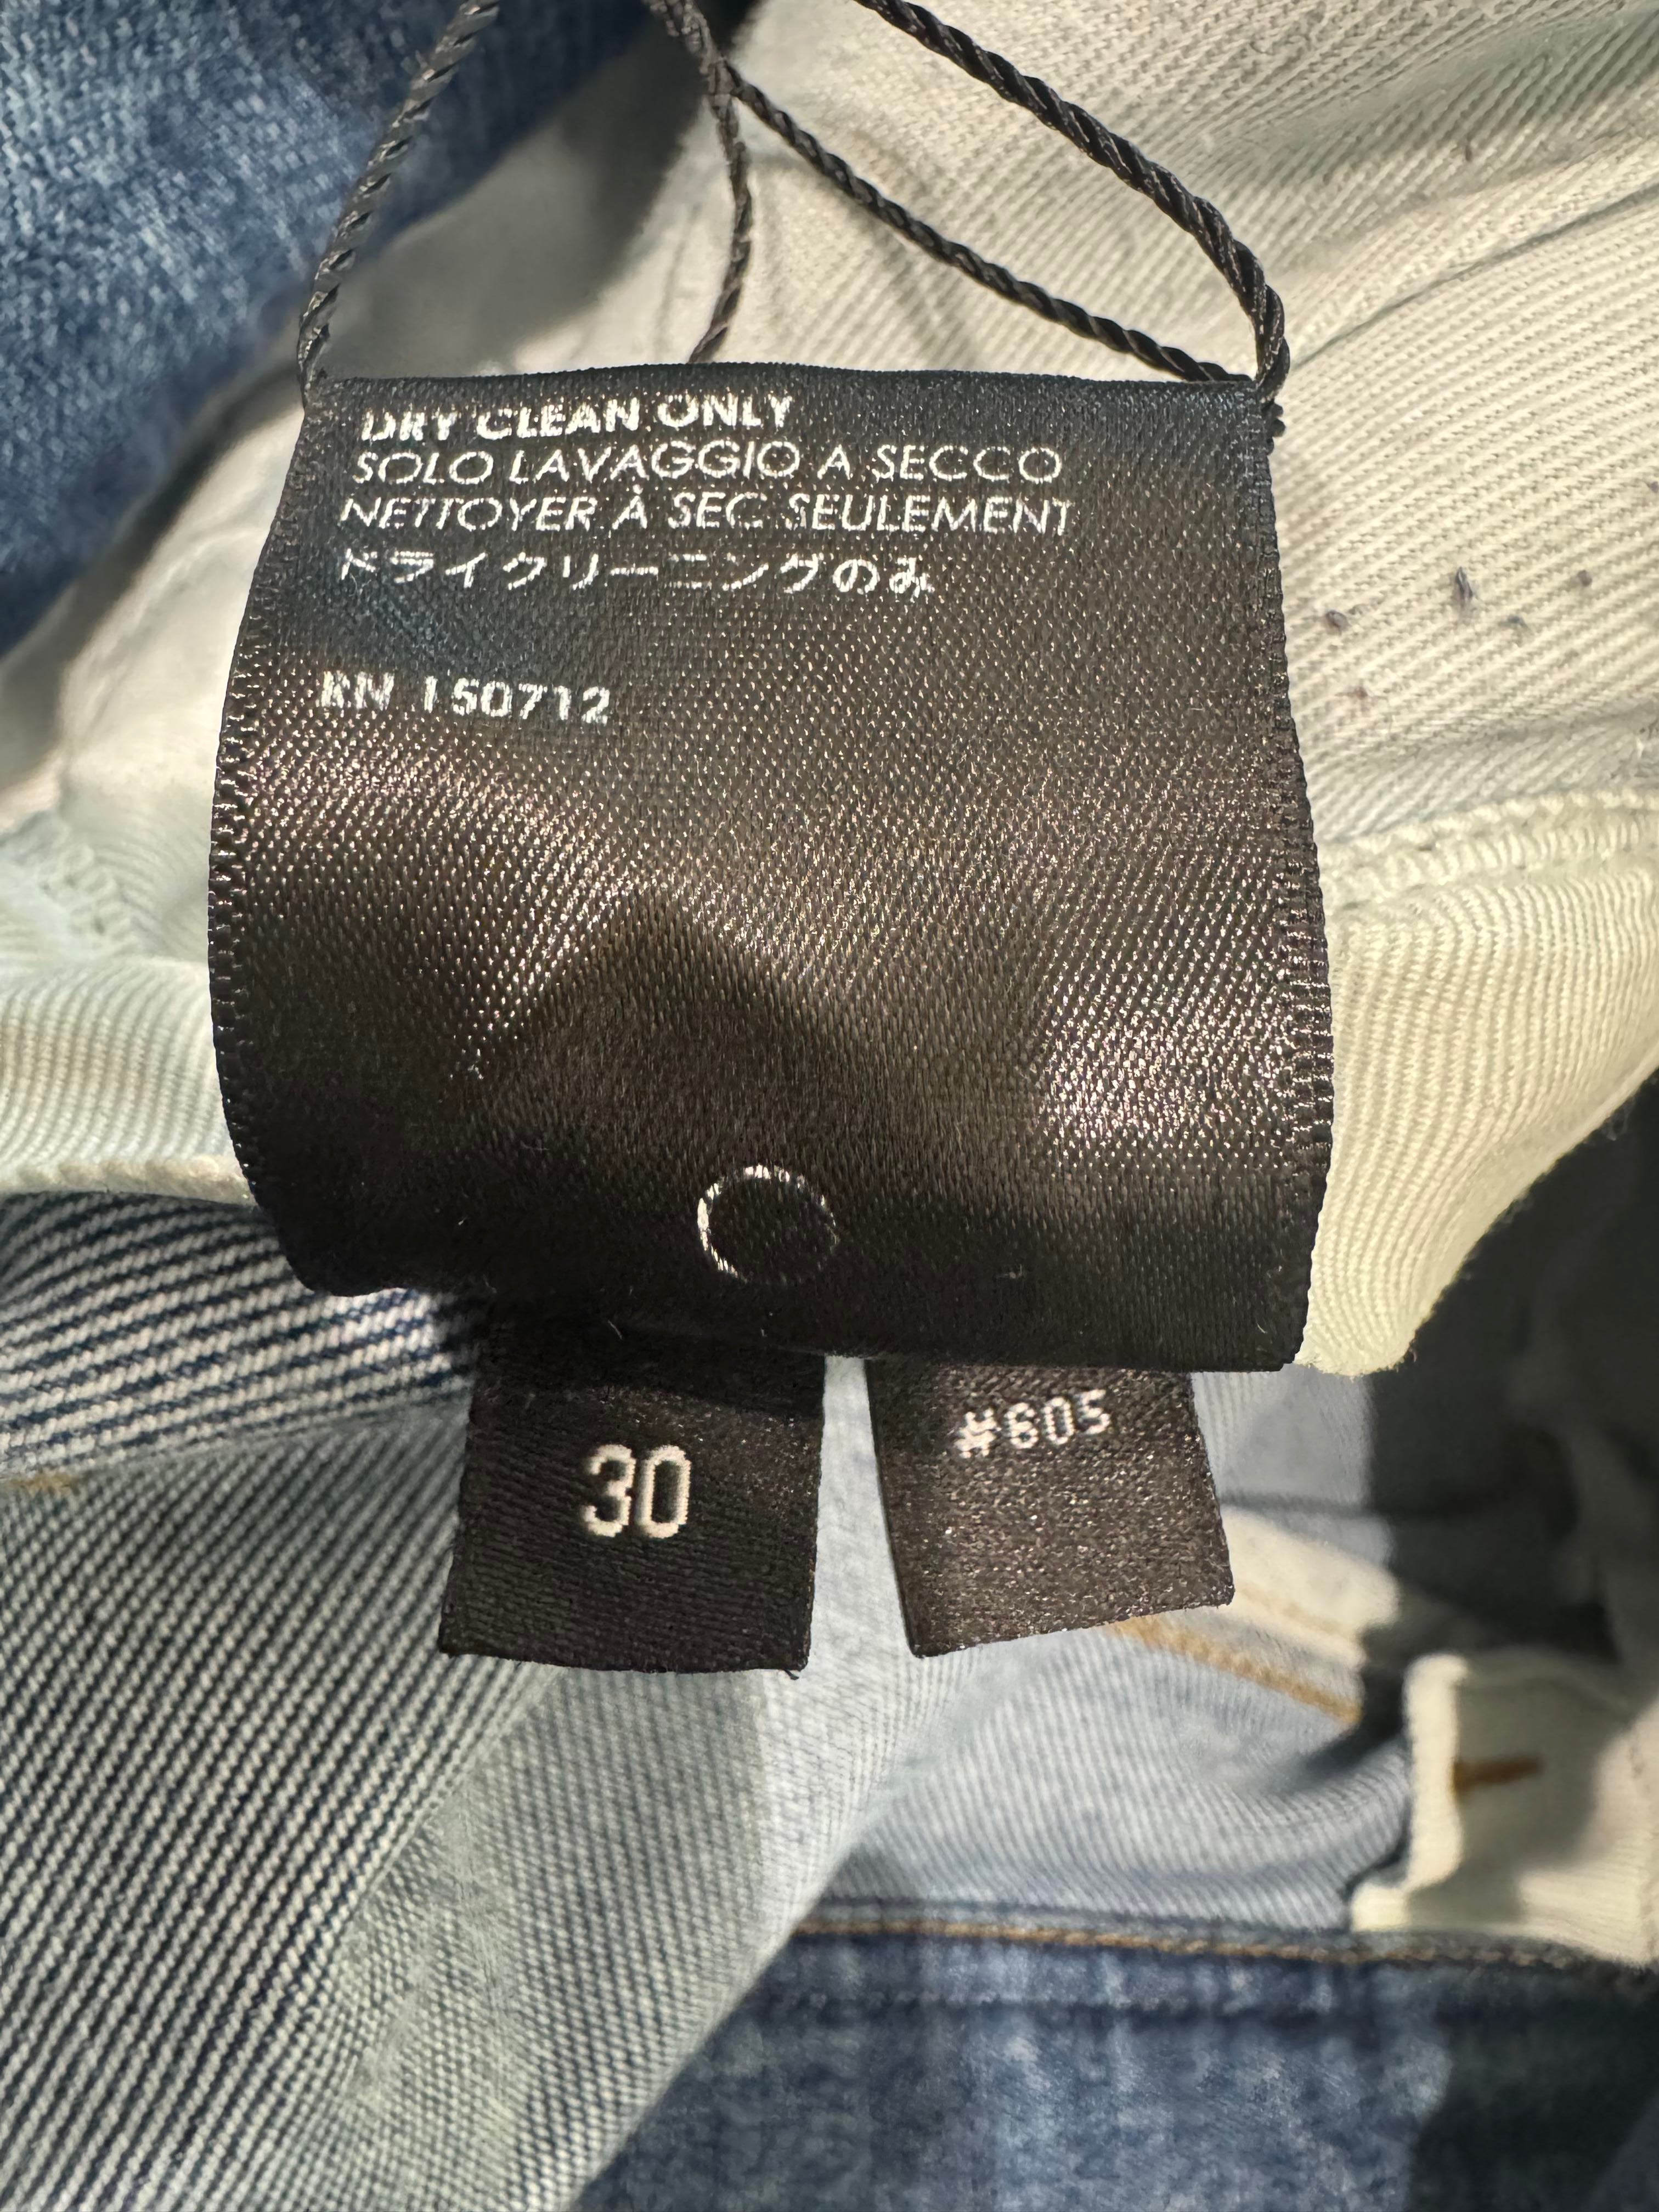 DRY CLEAN ONLY
SOLO LAVAGGIO A SECCO
NETTOYER À SEC SEULEMENT
ドライクリーニングのみ
RN 150712
30
#605